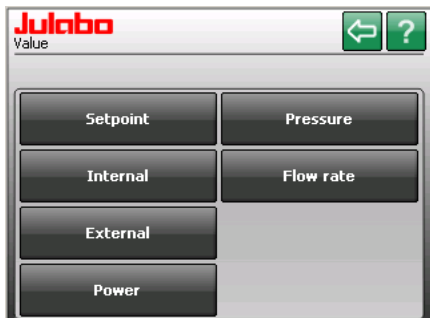 Julabo
Value
?
Setpoint
Pressure
Internal
Flow rate
External
Power